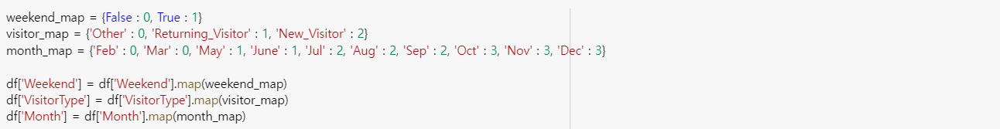 weekend_map = {False : 0, True : 1}
visitor_map = {'Other' : 0, 'Returning_Visitor' : 1, 'New_Visitor' : 2}
month_map = {'Feb' : 0, 'Mar' : 0, 'May' : 1, 'June' : 1, 'Jul' : 2, 'Aug' : 2, 'Sep' : 2, 'Oct' : 3, 'Nov' : 3, 'Dec' : 3}
df['Weekend'] = df['Weekend'].map(weekend_map)
df['VisitorType'] = df['VisitorType'].map(visitor_map)
df['Month'] = df['Month'].map(month_map)